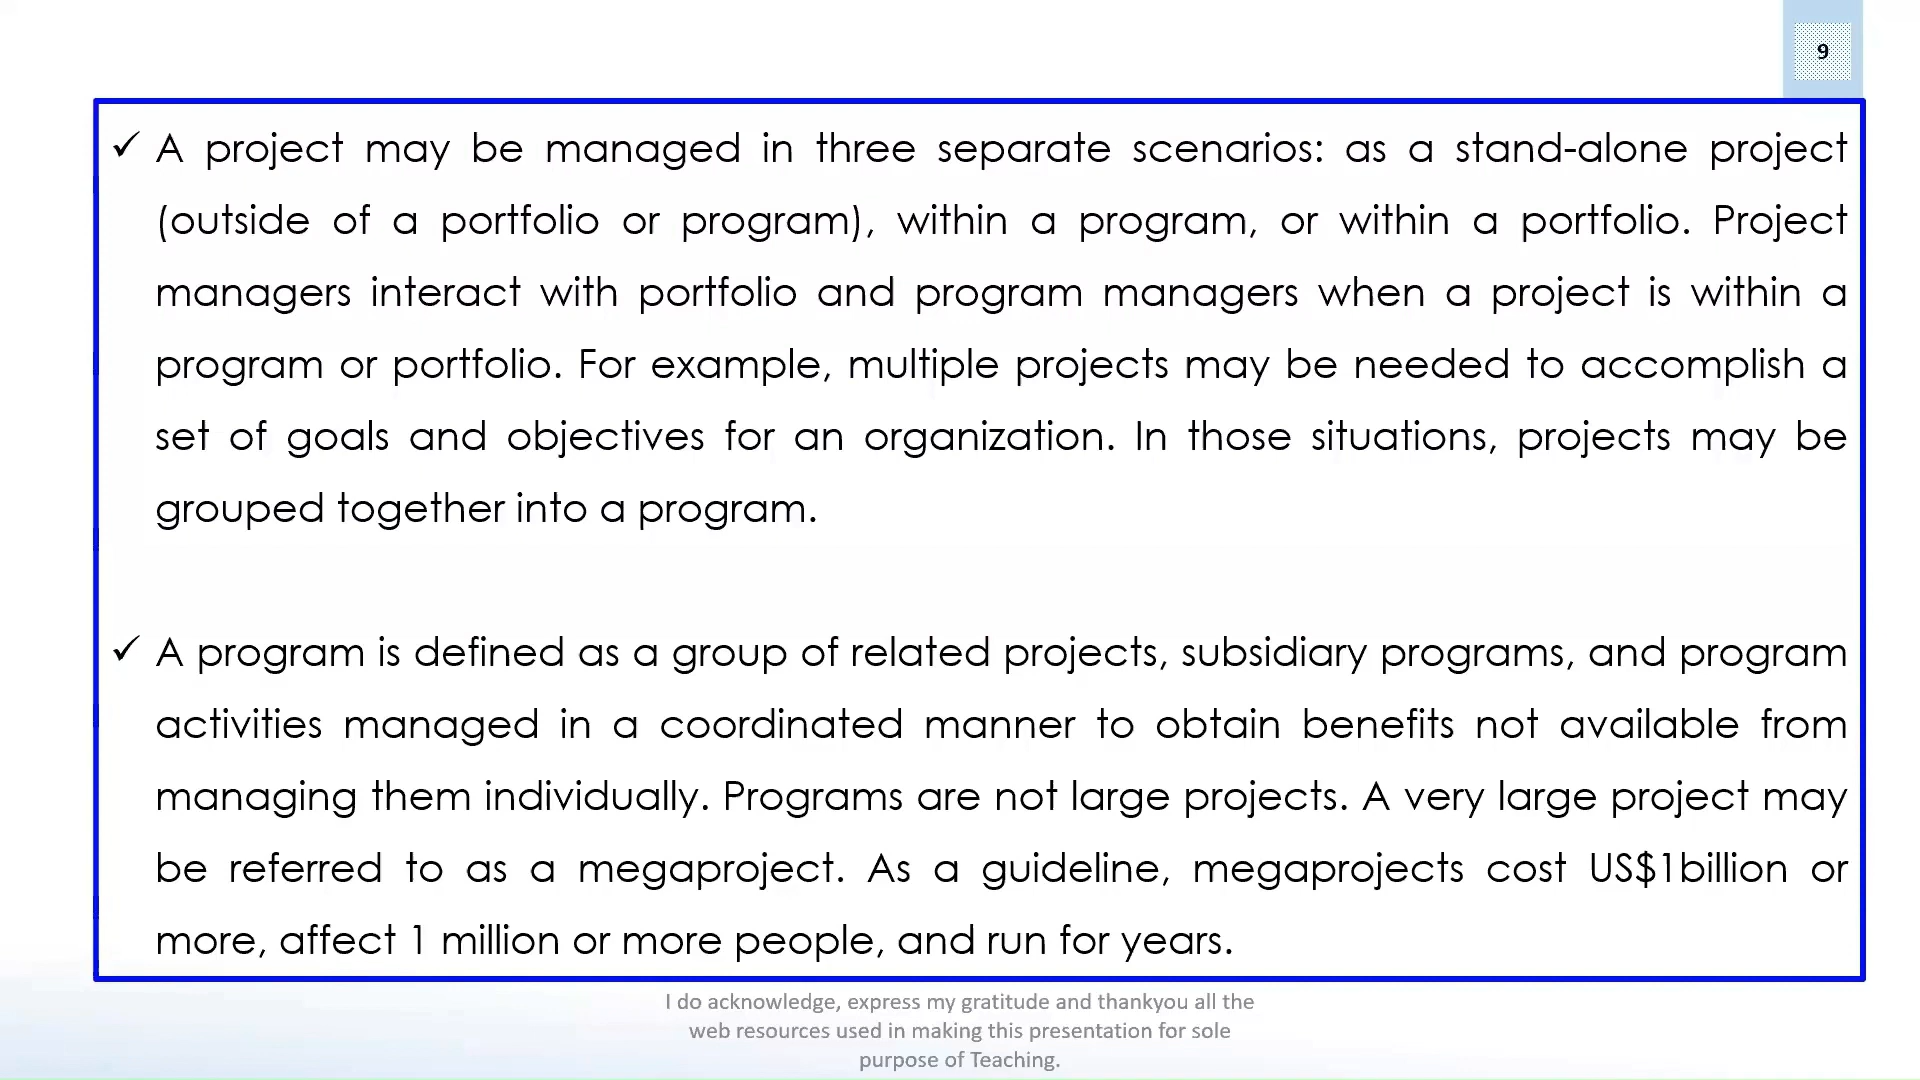 9
✓ A project may be managed in three separate scenarios: as a stand-alone project
(outside of a portfolio or program), within a program, or within a portfolio. Project
managers interact with portfolio and program managers when a project is within a
program or portfolio. For example, multiple projects may be needed to accomplish a
set of goals and objectives for an organization. In those situations, projects may be
grouped together into a program.
✓ A program is defined as a group of related projects, subsidiary programs, and program
activities managed in a coordinated manner to obtain benefits not available from
managing them individually. Programs are not large projects. A very large project may
be referred to as a megaproject. As a guideline, megaprojects cost US$1billion or
more, affect 1 million or more people, and run for years.
I do acknowledge, express my gratitude and thankyou all the
web resources used in making this presentation for sole
purpose of Teaching.